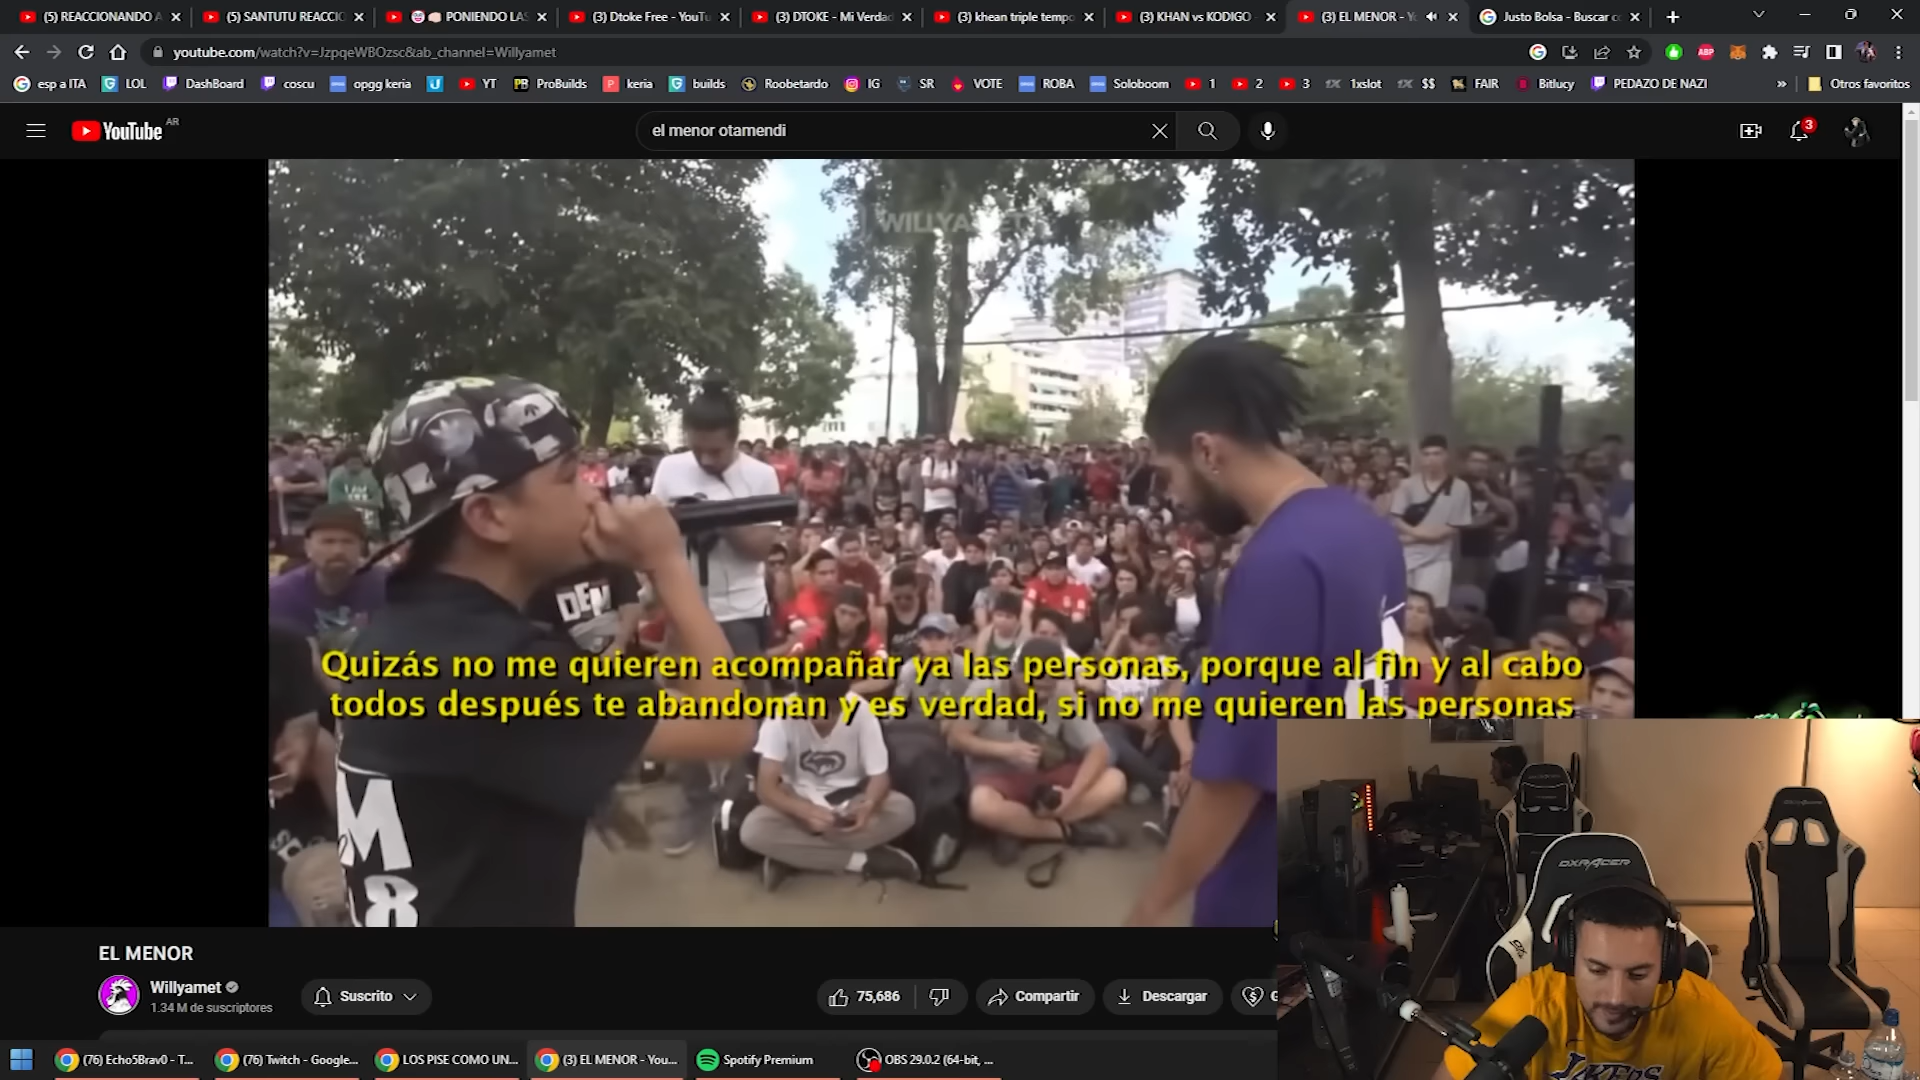 (5) REACCIONANDO A
(5) SANTUTU REACCIO
PONIENDO LAS
(3) Dtoke Free - YouTu
(3) DTOKE - Mi Verdad
(3) khean triple tempo
(3) KHAN vs KODIGO
(3) EL MENOR - Yo
Justo Bolsa - Buscar co
youtube.com/watch?v=JzpqeWBOzsc&ab_channel=Willyamet
esp a ITA
LOL
DashBoard
coscu
opgg keria
YT
ProBuilds
keria
builds
Roobetardo
IG
SR
VOTE
ROBA
Soloboom
1
2
3
1xslot
$$
FAIR
Bitlucy
PEDAZO DE NAZI
»
Otros favoritos
YouTube AR
el menor otamendi
3
WILLYAMET
DEM
Quizás no me quieren acompañar ya las personas, porque al fin y al cabo
todos después te abandonan y es verdad, si no me quieren las personas
M
8
DXRACER
LAKERS
EL MENOR
Willyamet
1.34 M de suscriptores
Suscrito
75,686
Compartir
Descargar
G
(76) Echo5Brav0 - T...
(76) Twitch - Google...
LOS PISE COMO UN...
(3) EL MENOR - You...
Spotify Premium
OBS 29.0.2 (64-bit, ...